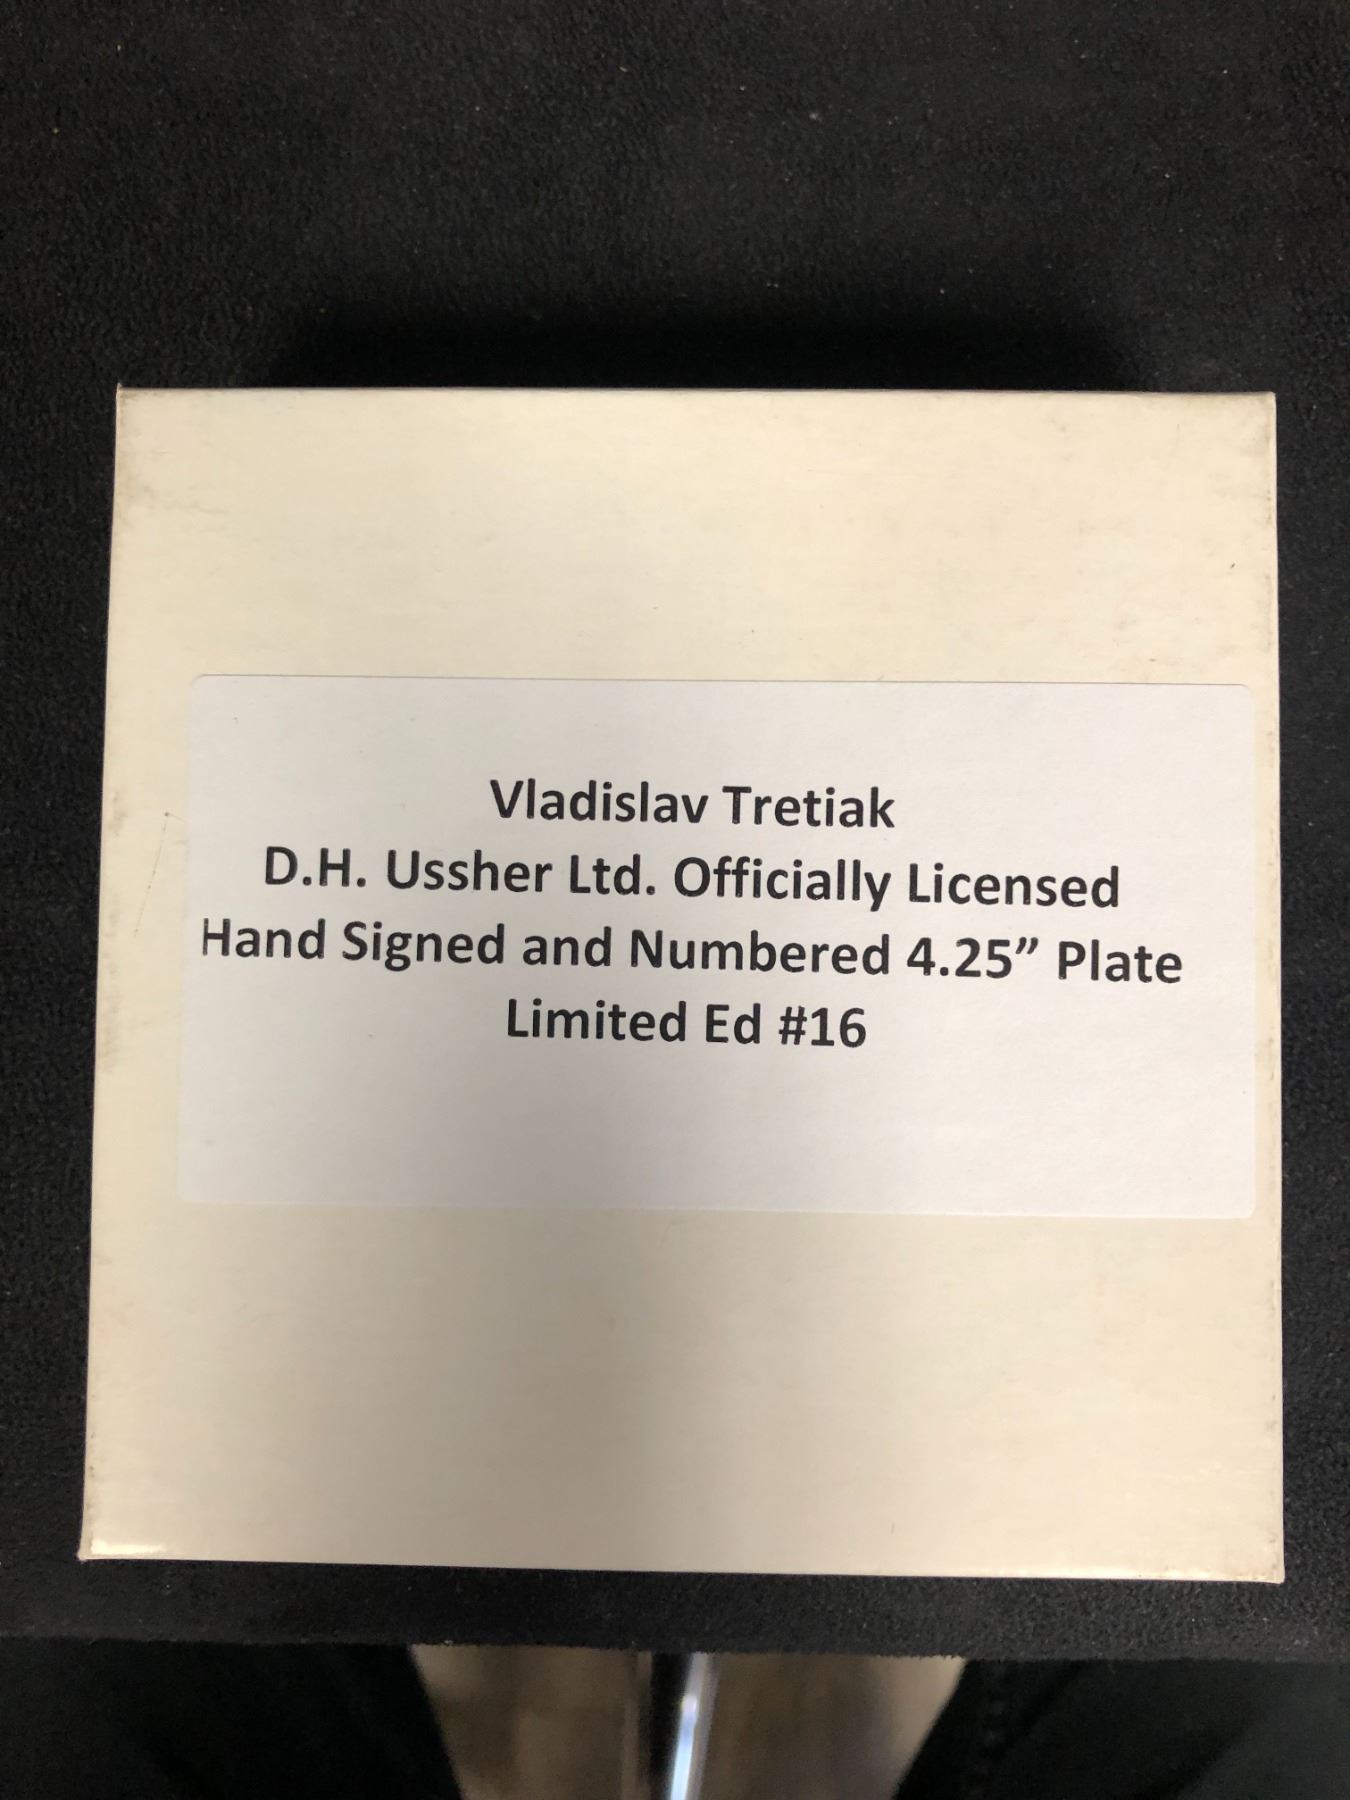 Vladislav Tretiak
D.H. Ussher Ltd. Officially Licensed
Hand Signed and Numbered 4.25” Plate
Limited Ed #16